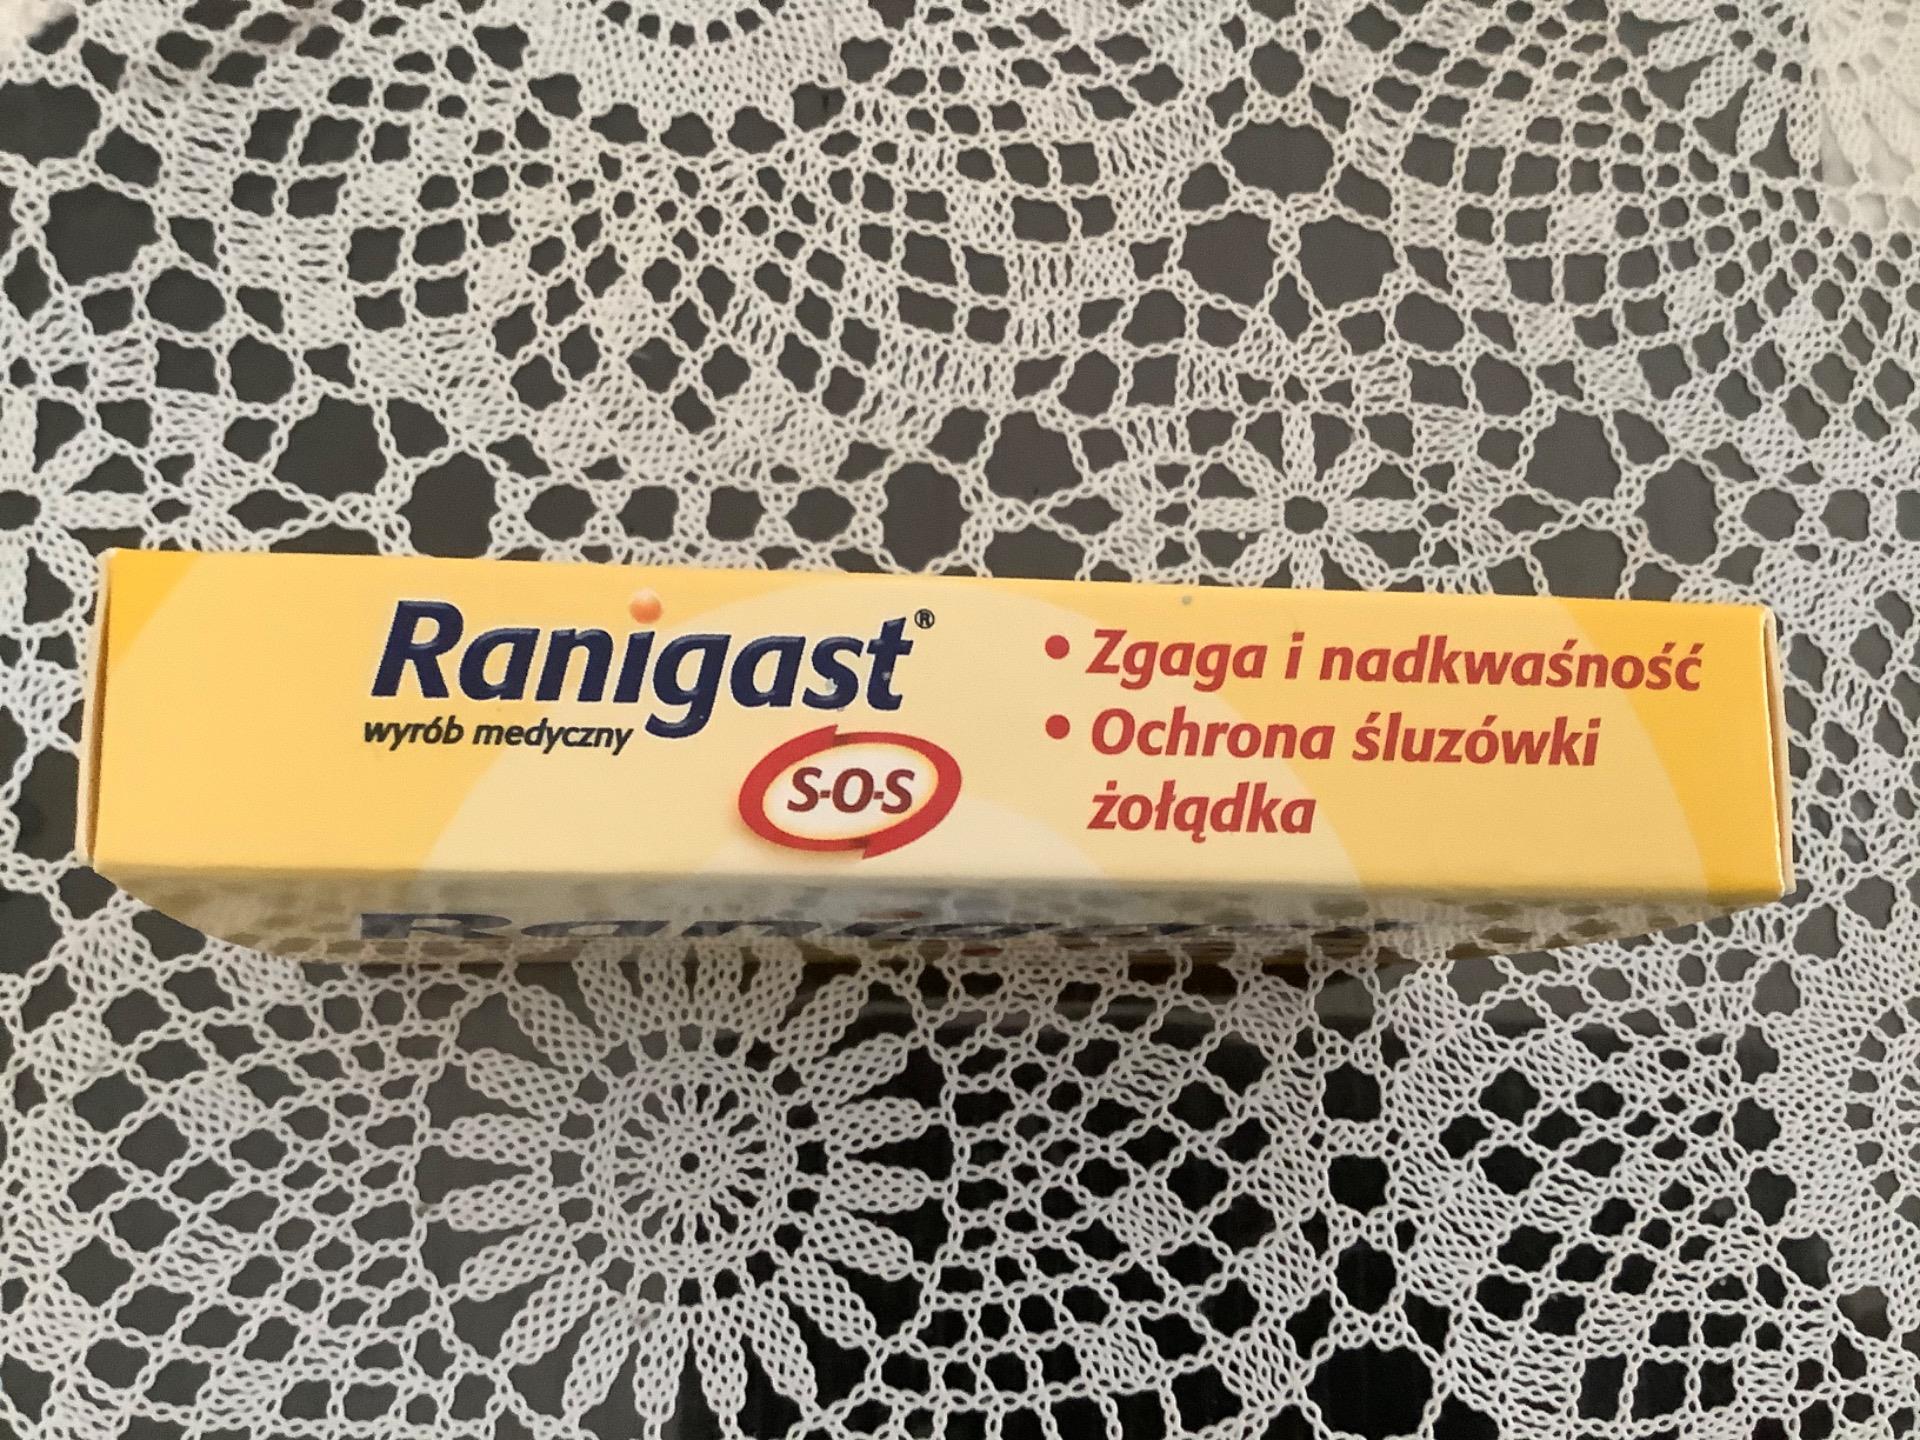 Ranigast®
wyrób medyczny
S-O-S
• Zgaga i nadkwaśność
• Ochrona śluzówki
żołądka